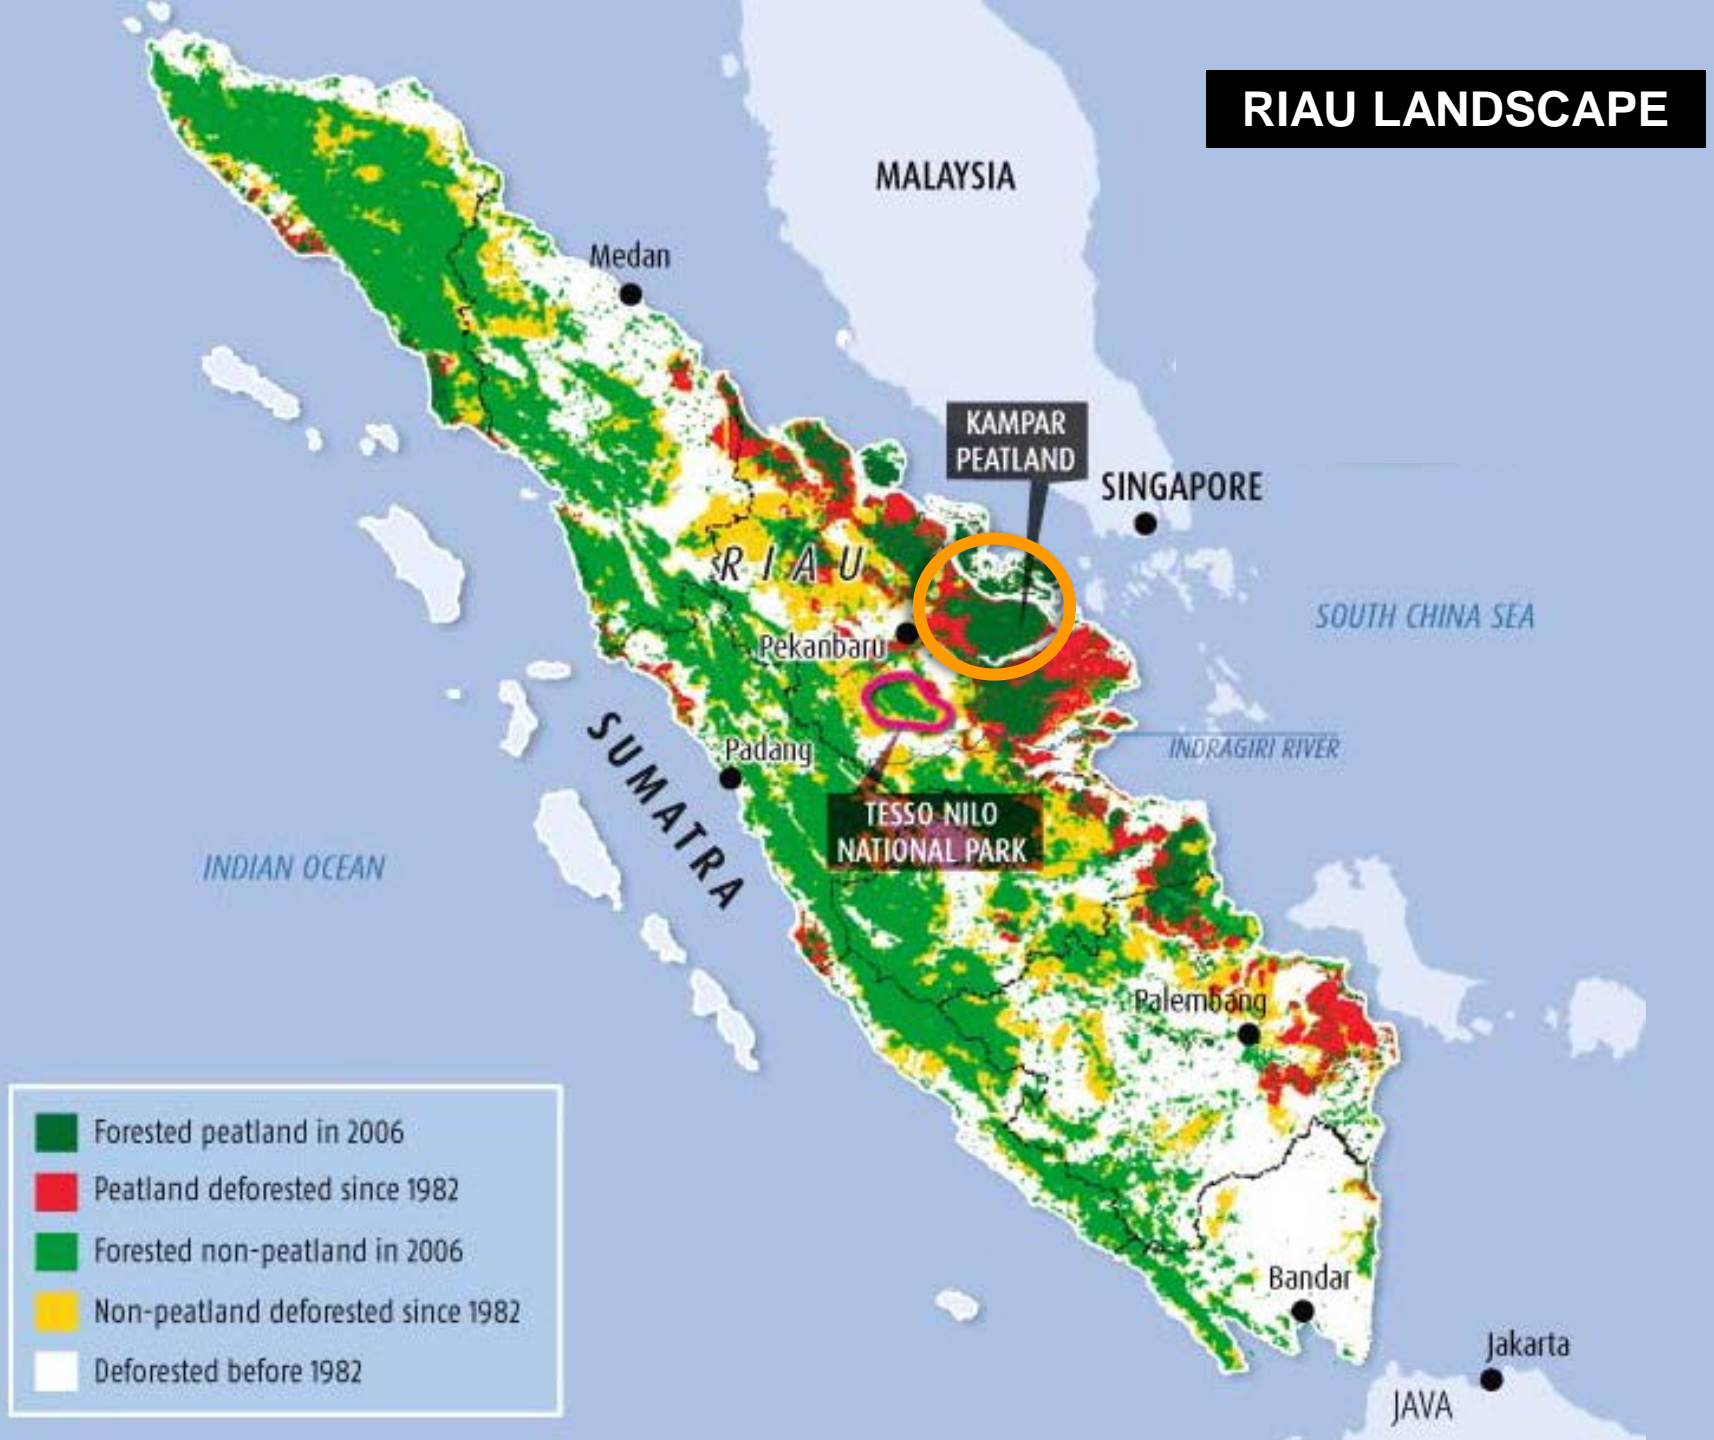 RIAU LANDSCAPE
MALAYSIA
Medan
KAMPAR
PEATLAND
SINGAPORE
RIAU
SOUTH CHINA SEA
Pekanbaru
SUMATRA
Padang
INDRAGIRI RIVER
TESSO NILO
NATIONAL PARK
INDIAN OCEAN
Palembang
Forested peatland in 2006
Peatland deforested since 1982
Forested non-peatland in 2006
Non-peatland deforested since 1982
Deforested before 1982
Bandar
Jakarta
JAVA